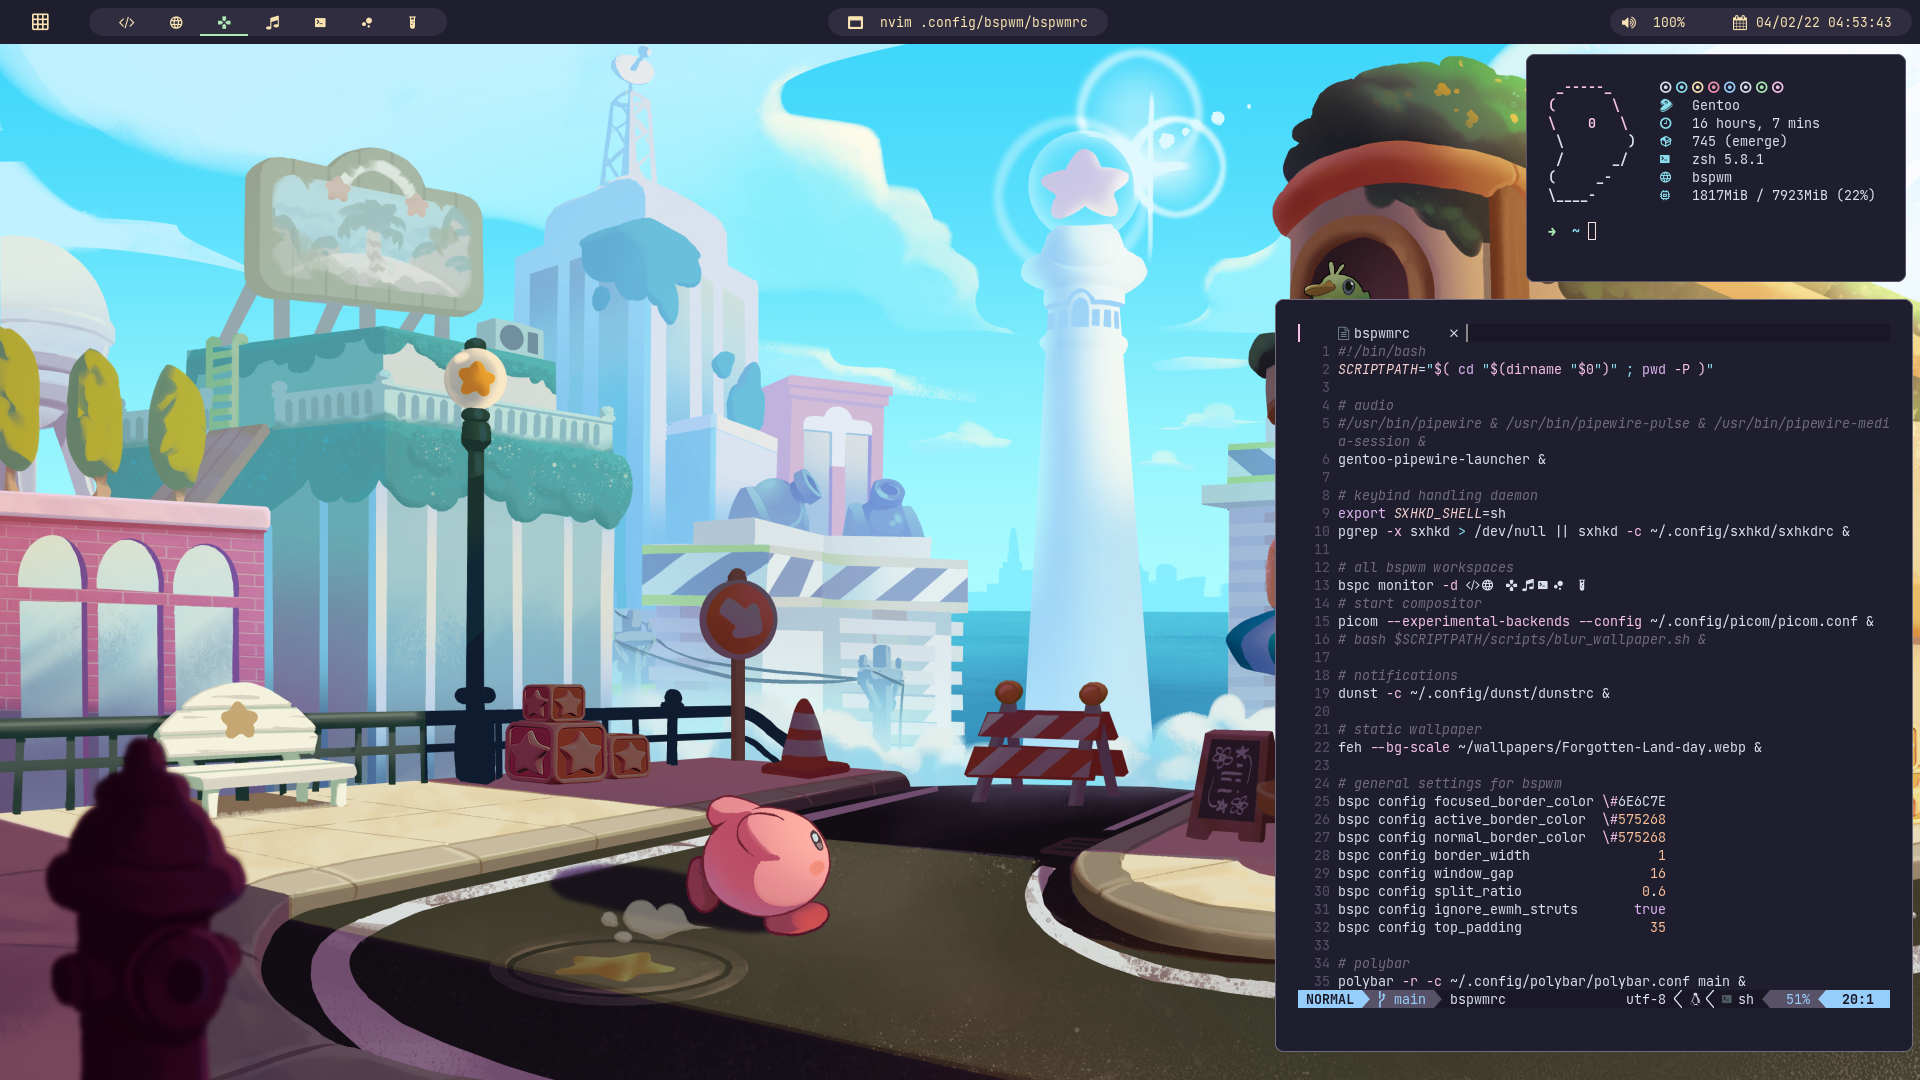 nvim .config/bspwm/bspwmrc
100%
04/02/22 04:53:43
_-----_
(       \
\    0   \
 \        )
 /      _/
(     _-
\____-
Gentoo
16 hours, 7 mins
745 (emerge)
zsh 5.8.1
bspwm
1817MiB / 7923MiB (22%)
→ ~
bspwmrc ×
1 #!/bin/bash
2 SCRIPTPATH="$( cd "$(dirname "$0")" ; pwd -P )"
3
4 # audio
5 #/usr/bin/pipewire & /usr/bin/pipewire-pulse & /usr/bin/pipewire-medi
a-session &
6 gentoo-pipewire-launcher &
7
8 # keybind handling daemon
9 export SXHKD_SHELL=sh
10 pgrep -x sxhkd > /dev/null || sxhkd -c ~/.config/sxhkd/sxhkdrc &
11
12 # all bspwm workspaces
13 bspc monitor -d
14 # start compositor
15 picom --experimental-backends --config ~/.config/picom/picom.conf &
16 # bash $SCRIPTPATH/scripts/blur_wallpaper.sh &
17
18 # notifications
19 dunst -c ~/.config/dunst/dunstrc &
20
21 # static wallpaper
22 feh --bg-scale ~/wallpapers/Forgotten-Land-day.webp &
23
24 # general settings for bspwm
25 bspc config focused_border_color \#6E6C7E
26 bspc config active_border_color \#575268
27 bspc config normal_border_color \#575268
28 bspc config border_width 1
29 bspc config window_gap 16
30 bspc config split_ratio 0.6
31 bspc config ignore_ewmh_struts true
32 bspc config top_padding 35
33
34 # polybar
35 polybar -r -c ~/.config/polybar/polybar.conf main &
NORMAL main bspwmrc utf-8 sh 51% 20:1